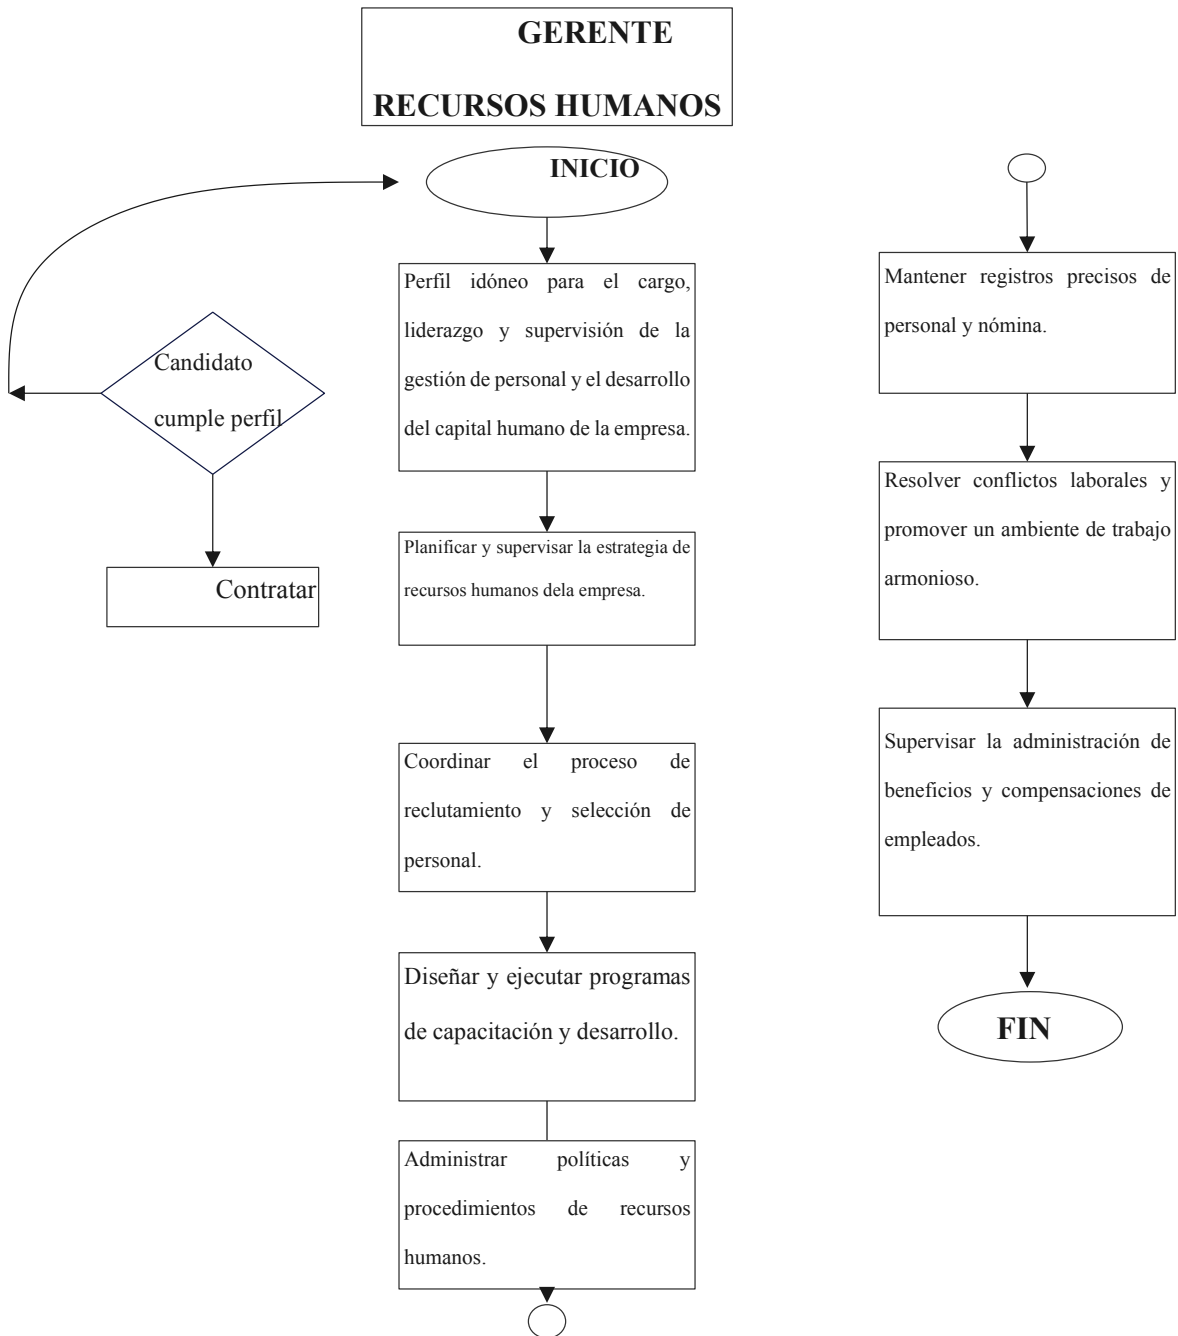 GERENTE
RECURSOS HUMANOS
INICIO
Perfil idóneo para el cargo,
liderazgo y supervisión de la
gestión de personal y el desarrollo
del capital humano de la empresa.
Candidato
cumple perfil
Contratar
Planificar y supervisar la estrategia de
recursos humanos dela empresa.
Coordinar el proceso de
reclutamiento y selección de
personal.
Diseñar y ejecutar programas
de capacitación y desarrollo.
Administrar políticas y
procedimientos de recursos
humanos.
Mantener registros precisos de
personal y nómina.
Resolver conflictos laborales y
promover un ambiente de trabajo
armonioso.
Supervisar la administración de
beneficios y compensaciones de
empleados.
FIN